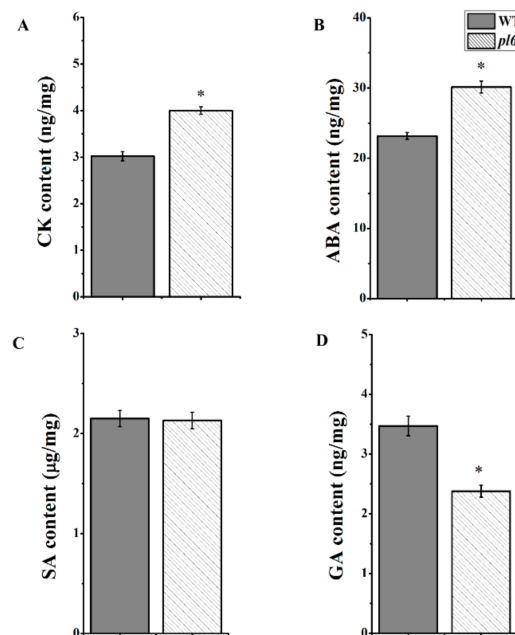 A
CK content (ng/mg)
6
5
4
3
2
1
0
*
B
ABA content (ng/mg)
40
30
20
10
0
*
WT
pl6
C
SA content (μg/mg)
3
2
1
0
D
GA content (ng/mg)
5
4
3
2
1
0
*